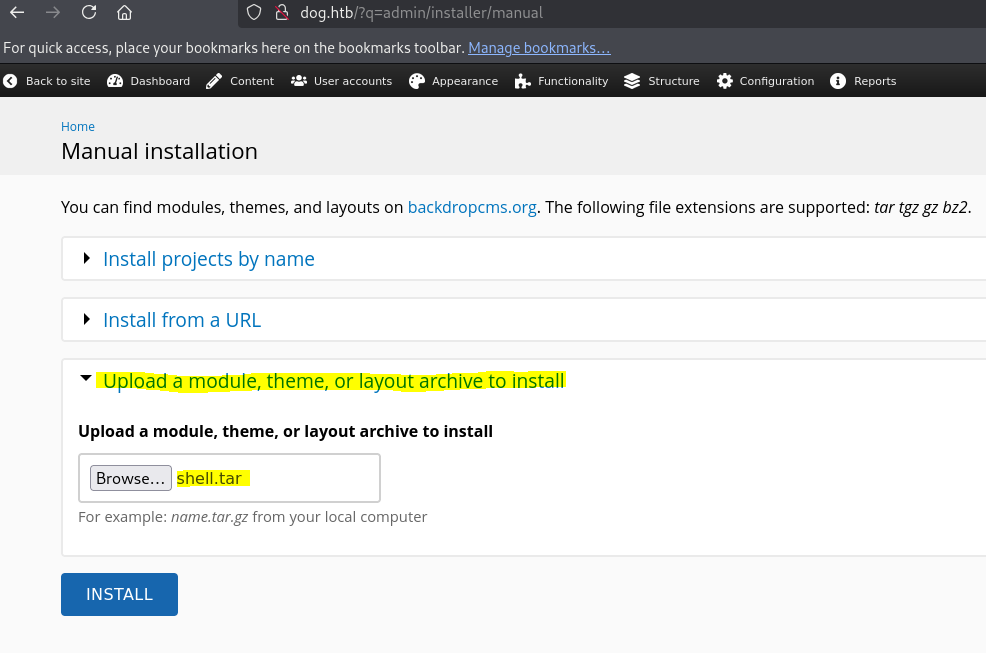 dog.htb/?q=admin/installer/manual
For quick access, place your bookmarks here on the bookmarks toolbar. Manage bookmarks...
Back to site Dashboard Content User accounts Appearance Functionality Structure Configuration Reports
Home
Manual installation
You can find modules, themes, and layouts on backdropcms.org. The following file extensions are supported: tar tgz gz bz2.
Install projects by name
Install from a URL
Upload a module, theme, or layout archive to install
Upload a module, theme, or layout archive to install
Browse... shell.tar
For example: name.tar.gz from your local computer
INSTALL